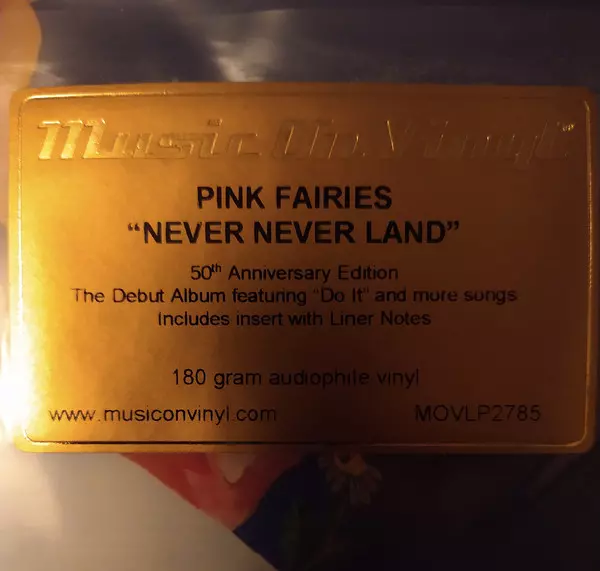 Music On Vinyl
PINK FAIRIES
“NEVER NEVER LAND”
50th Anniversary Edition
The Debut Album featuring “Do It” and more songs
Includes insert with Liner Notes
180 gram audiophile vinyl
www.musiconvinyl.com
MOVLP2785